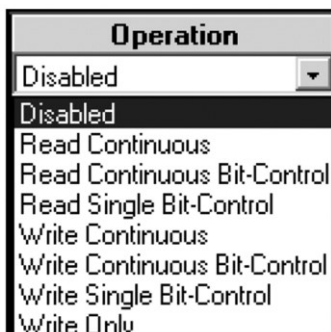 Operation
Disabled
Disabled
Read Continuous
Read Continuous Bit-Control
Read Single Bit-Control
Write Continuous
Write Continuous Bit-Control
Write Single Bit-Control
Write Only